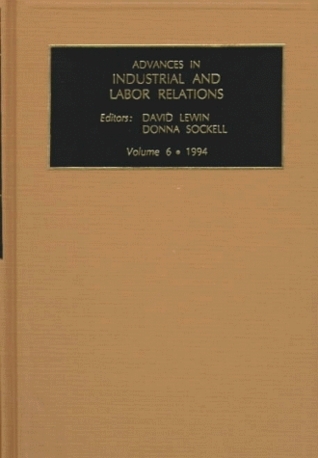 ADVANCES IN
INDUSTRIAL AND
LABOR RELATIONS
Editors: DAVID LEWIN
DONNA SOCKELL
Volume 6 • 1994